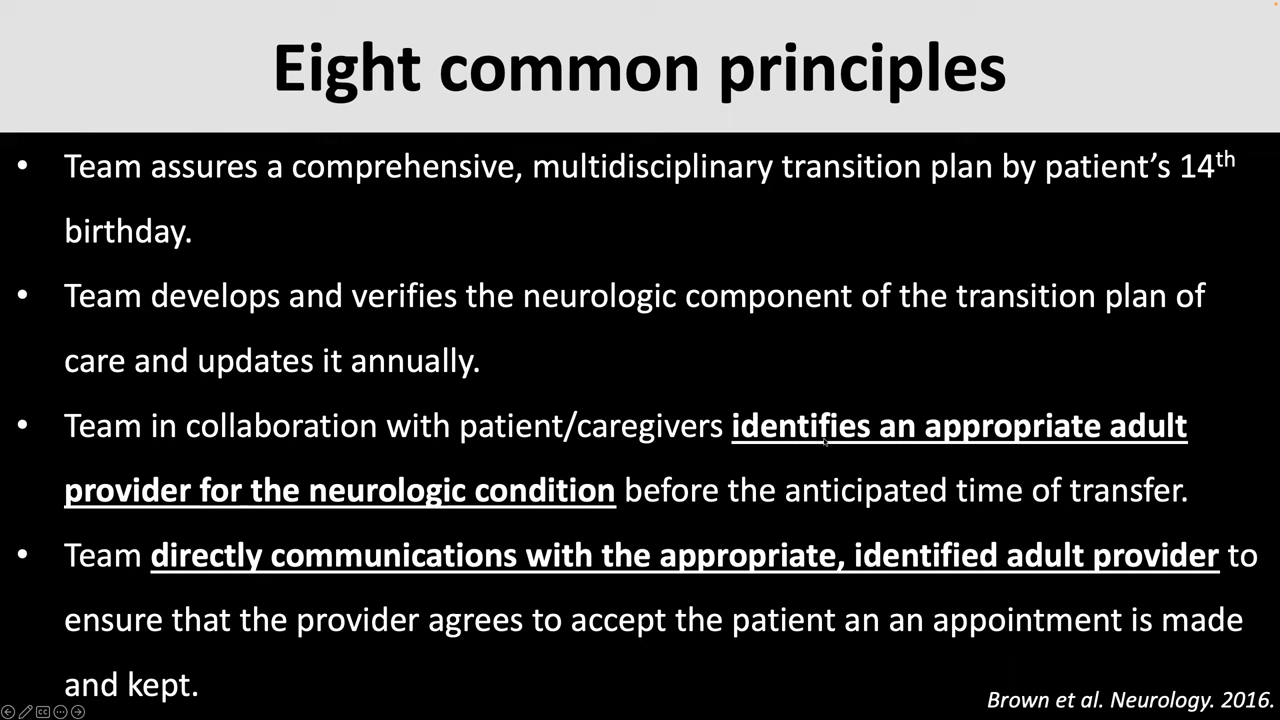 Eight common principles
• Team assures a comprehensive, multidisciplinary transition plan by patient’s 14th
birthday.
• Team develops and verifies the neurologic component of the transition plan of
care and updates it annually.
• Team in collaboration with patient/caregivers identifies an appropriate adult
provider for the neurologic condition before the anticipated time of transfer.
• Team directly communications with the appropriate, identified adult provider to
ensure that the provider agrees to accept the patient an an appointment is made
and kept.
Brown et al. Neurology. 2016.